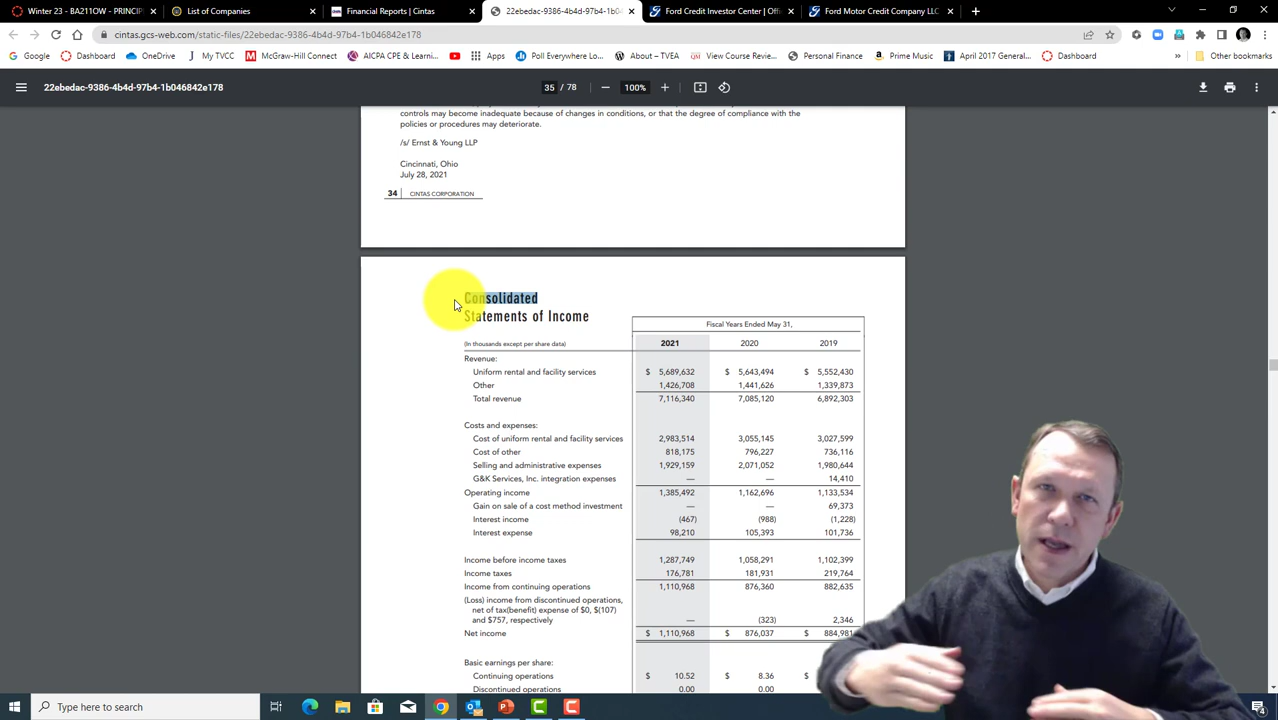 Winter 23 - BA211OW - PRINCIP
List of Companies
Financial Reports | Cintas
22ebedac-9386-4b4d-97b4-1b046
Ford Credit Investor Center | Offi
Ford Motor Credit Company LLC
cintas.gcs-web.com/static-files/22ebedac-9386-4b4d-97b4-1b046842e178
Google Dashboard OneDrive My TVCC McGraw-Hill Connect AICPA CPE & Learni... Apps Poll Everywhere Lo... About – TVEA View Course Revie... Personal Finance Prime Music April 2017 General... Dashboard » Other bookmarks
22ebedac-9386-4b4d-97b4-1b046842e178 35 / 78 100%
controls may become inadequate because of changes in conditions, or that the degree of compliance with the
policies or procedures may deteriorate.
/s/ Ernst & Young LLP
Cincinnati, Ohio
July 28, 2021
34 CINTAS CORPORATION
Consolidated
Statements of Income
Fiscal Years Ended May 31,
(In thousands except per share data) 2021 2020 2019
Revenue:
Uniform rental and facility services $ 5,689,632 $ 5,643,494 $ 5,552,430
Other 1,426,708 1,441,626 1,339,873
Total revenue 7,116,340 7,085,120 6,892,303
Costs and expenses:
Cost of uniform rental and facility services 2,983,514 3,055,145 3,027,599
Cost of other 818,175 796,227 736,116
Selling and administrative expenses 1,929,159 2,071,052 1,980,644
G&K Services, Inc. integration expenses — — 14,410
Operating income 1,385,492 1,162,696 1,133,534
Gain on sale of a cost method investment — — 69,373
Interest income (467) (988) (1,228)
Interest expense 98,210 105,393 101,736
Income before income taxes 1,287,749 1,058,291 1,102,399
Income taxes 176,781 181,931 219,764
Income from continuing operations 1,110,968 876,360 882,635
(Loss) income from discontinued operations,
net of tax(benefit) expense of $0, $(107)
and $757, respectively — (323) 2,346
Net income $ 1,110,968 $ 876,037 $ 884,981
Basic earnings per share:
Continuing operations $ 10.52 $ 8.36 $
Discontinued operations 0.00 0.00
Type here to search